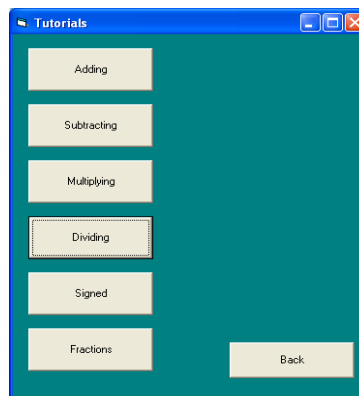 Tutorials
Adding
Subtracting
Multiplying
Dividing
Signed
Fractions
Back